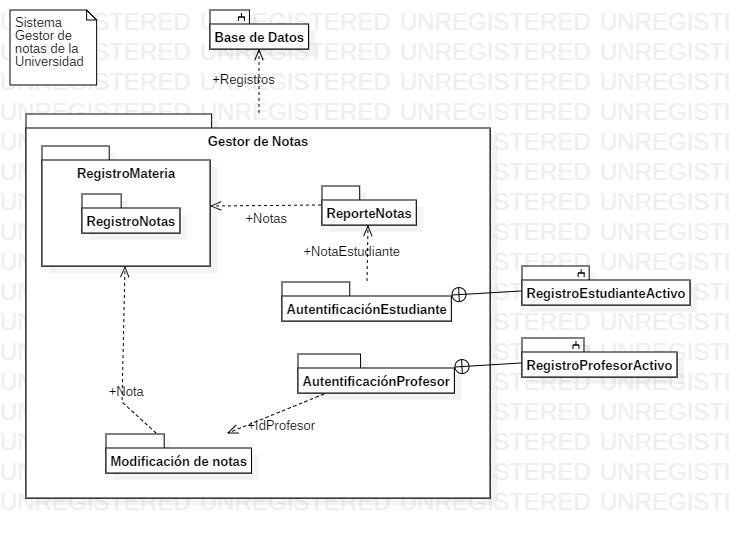 Sistema
Gestor de
notas de la
Universidad
Base de Datos
+Registros
Gestor de Notas
RegistroMateria
RegistroNotas
ReporteNotas
+Notas
+NotaEstudiante
AutentificaciónEstudiante
RegistroEstudianteActivo
RegistroProfesorActivo
AutentificaciónProfesor
+Nota
+IdProfesor
Modificación de notas
UNREGISTERED UNREGISTERED UNREGISTERED UNREGISTERED